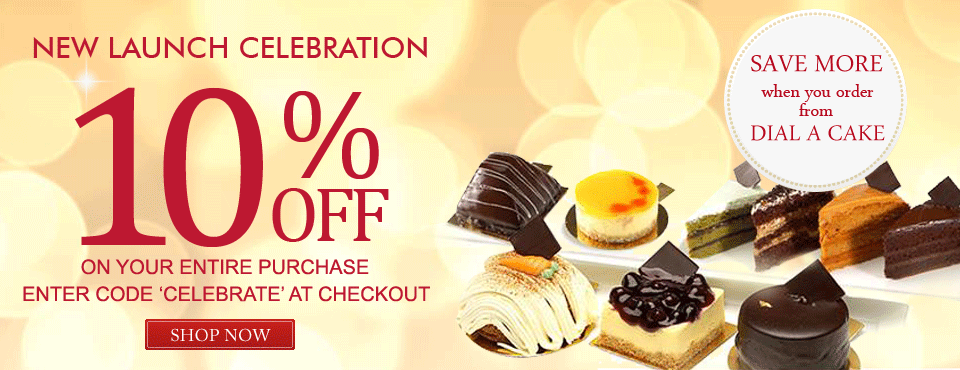 NEW LAUNCH CELEBRATION
10%
OFF
ON YOUR ENTIRE PURCHASE
ENTER CODE ‘CELEBRATE’ AT CHECKOUT
SHOP NOW
SAVE MORE
when you order
from
DIAL A CAKE